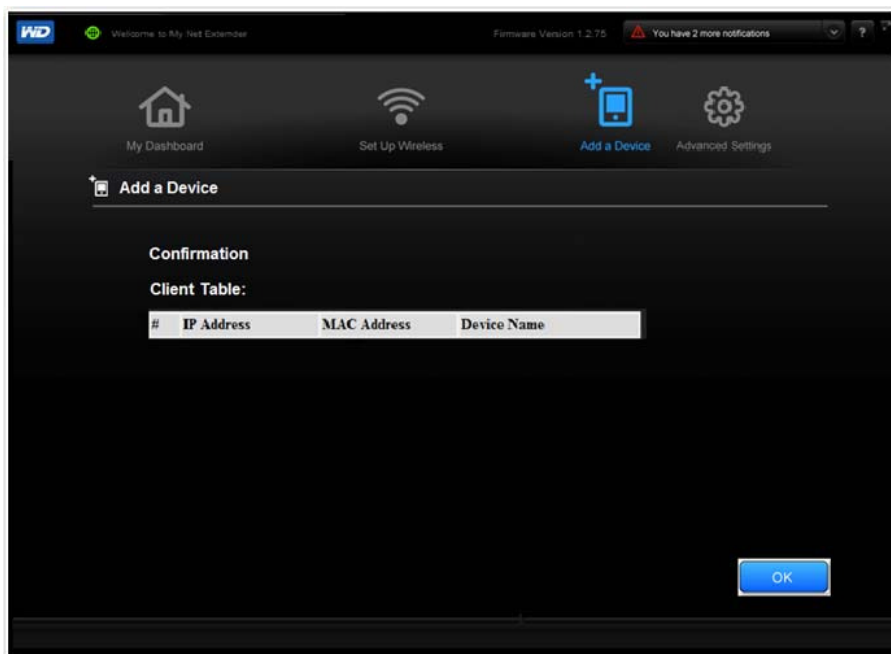 WD Welcome to My Net Extender Firmware Version 1.2.75 You have 2 more notifications ?
My Dashboard Set Up Wireless Add a Device Advanced Settings
Add a Device
Confirmation
Client Table:
# IP Address MAC Address Device Name
OK